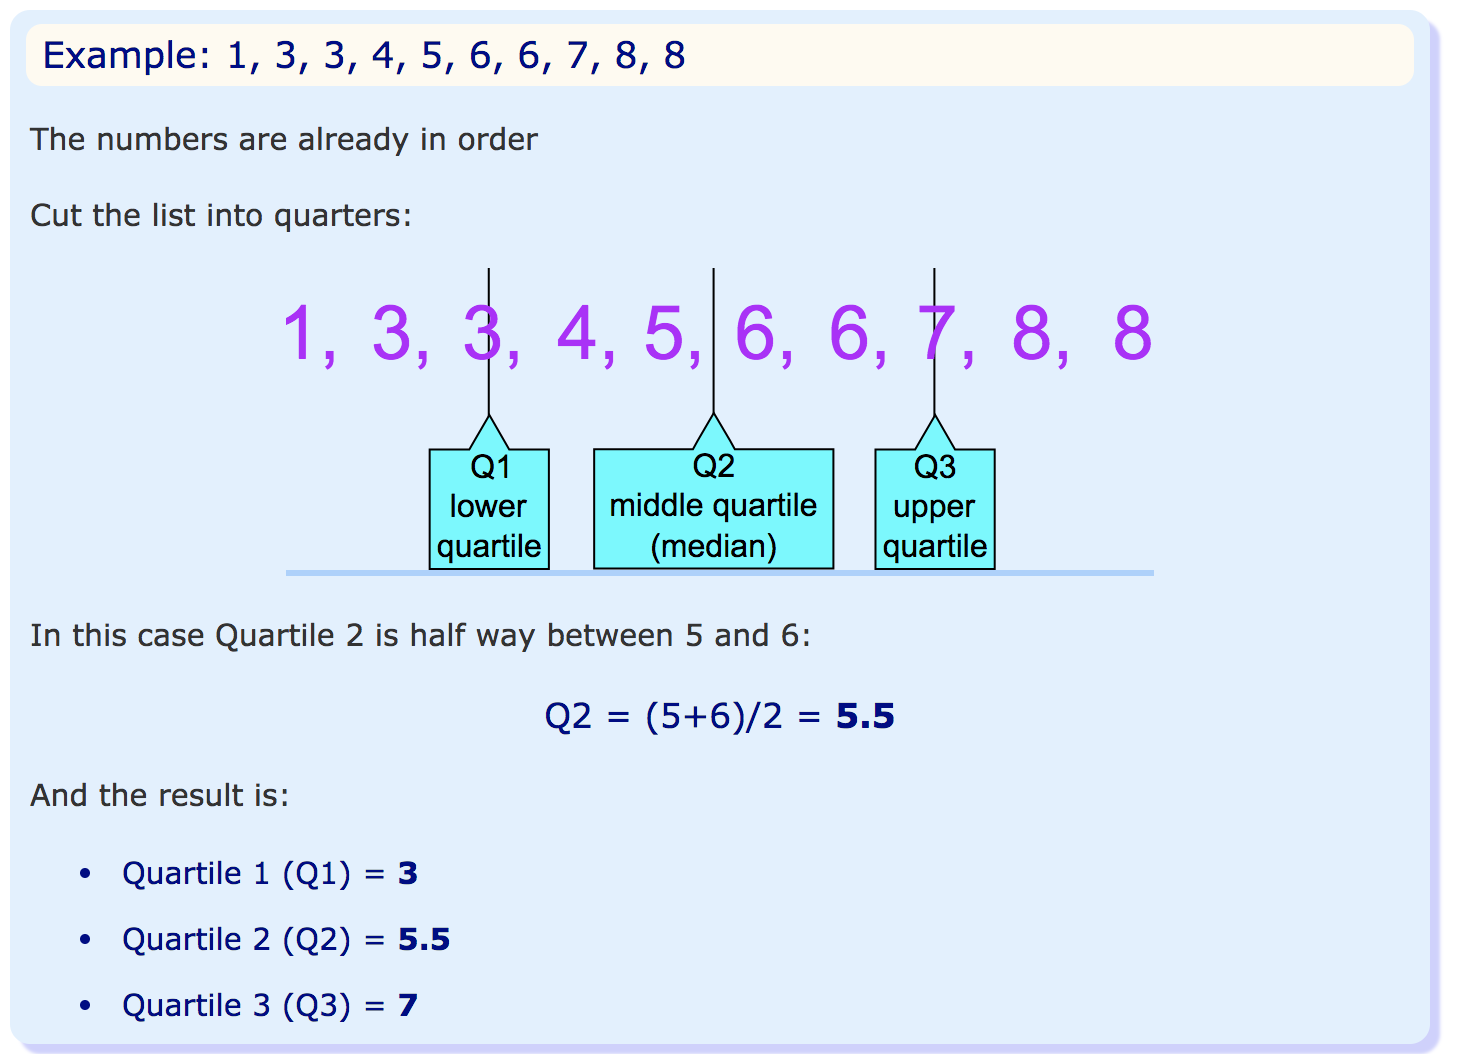 Example: 1, 3, 3, 4, 5, 6, 6, 7, 8, 8
The numbers are already in order
Cut the list into quarters:
1, 3, 3, 4, 5, 6, 6, 7, 8, 8
Q1
lower
quartile
Q2
middle quartile
(median)
Q3
upper
quartile
In this case Quartile 2 is half way between 5 and 6:
Q2 = (5+6)/2 = 5.5
And the result is:
• Quartile 1 (Q1) = 3
• Quartile 2 (Q2) = 5.5
• Quartile 3 (Q3) = 7